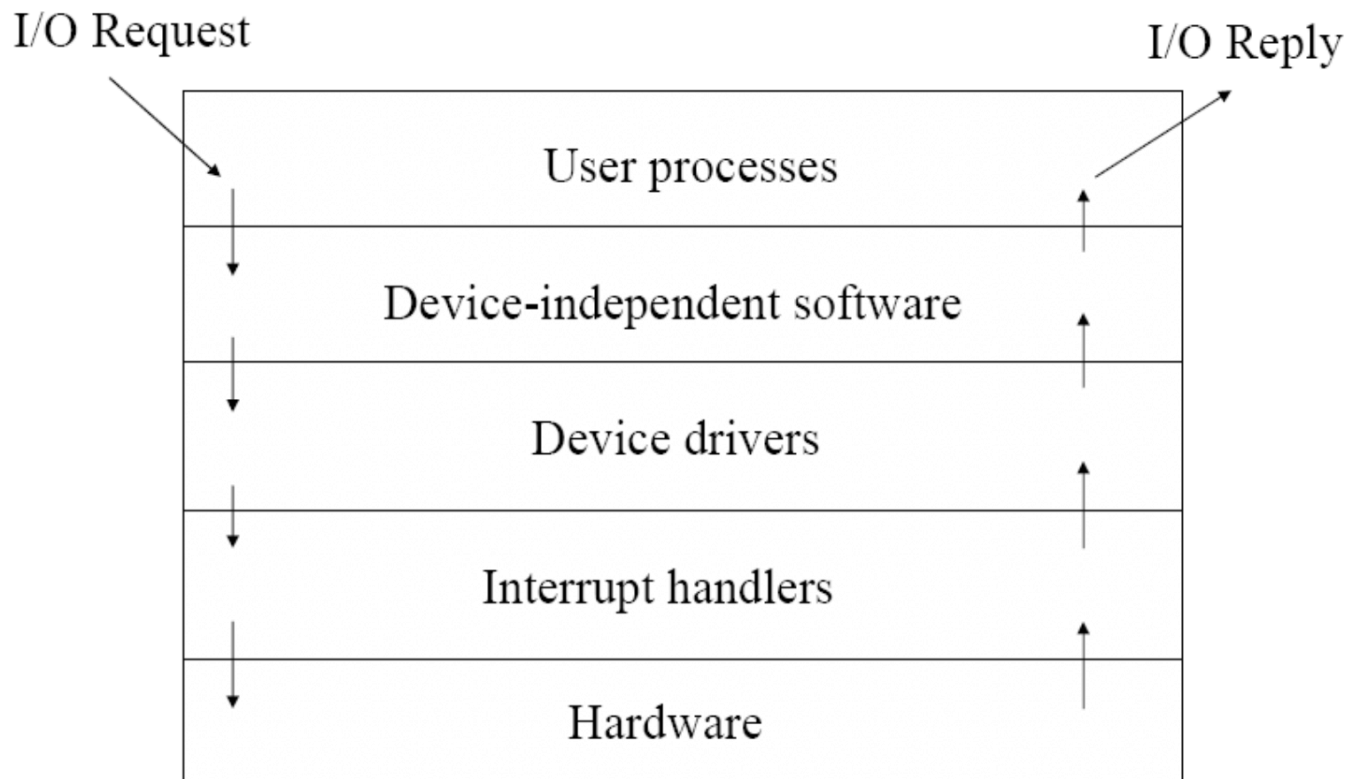 I/O Request
I/O Reply
User processes
Device-independent software
Device drivers
Interrupt handlers
Hardware